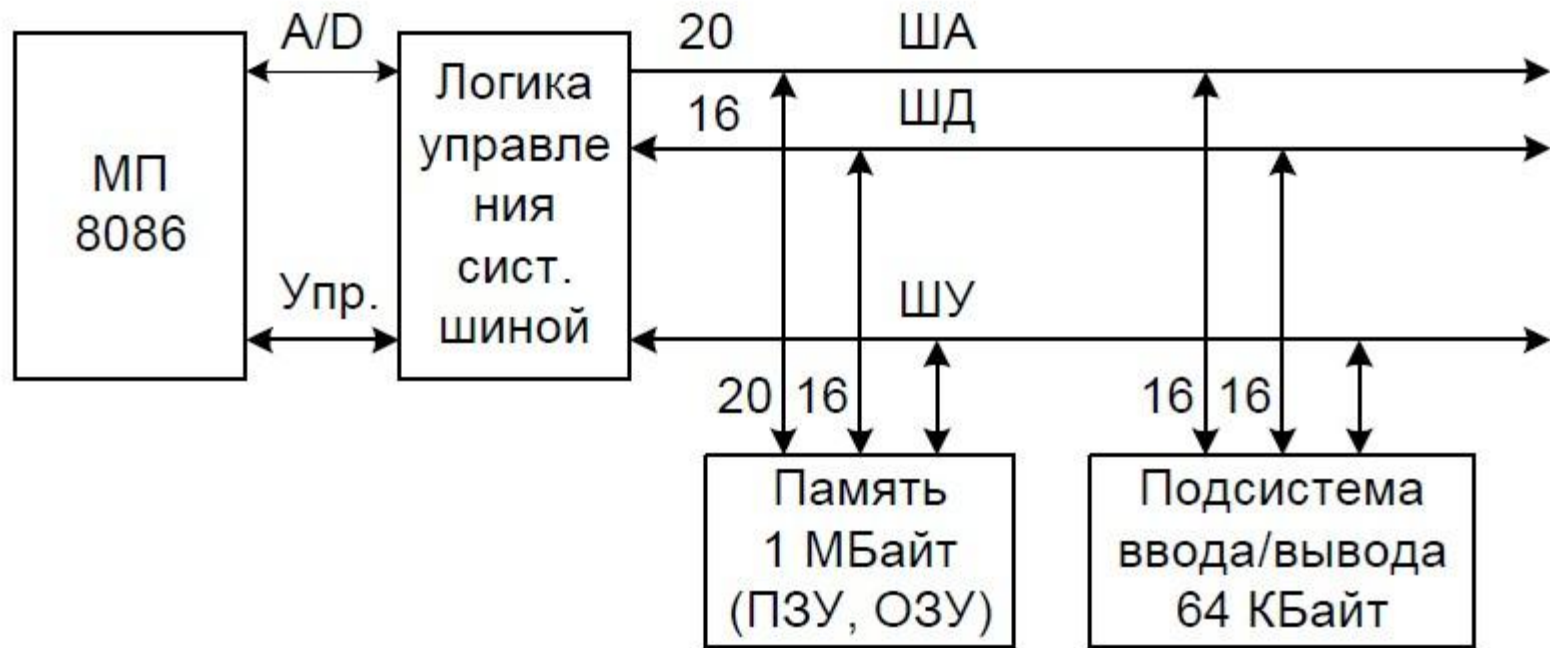 МП
8086
A/D
Упр.
Логика
управле
ния
сист.
шиной
20
ША
16
ШД
ШУ
20
16
16
16
Память
1 МБайт
(ПЗУ, ОЗУ)
Подсистема
ввода/вывода
64 КБайт